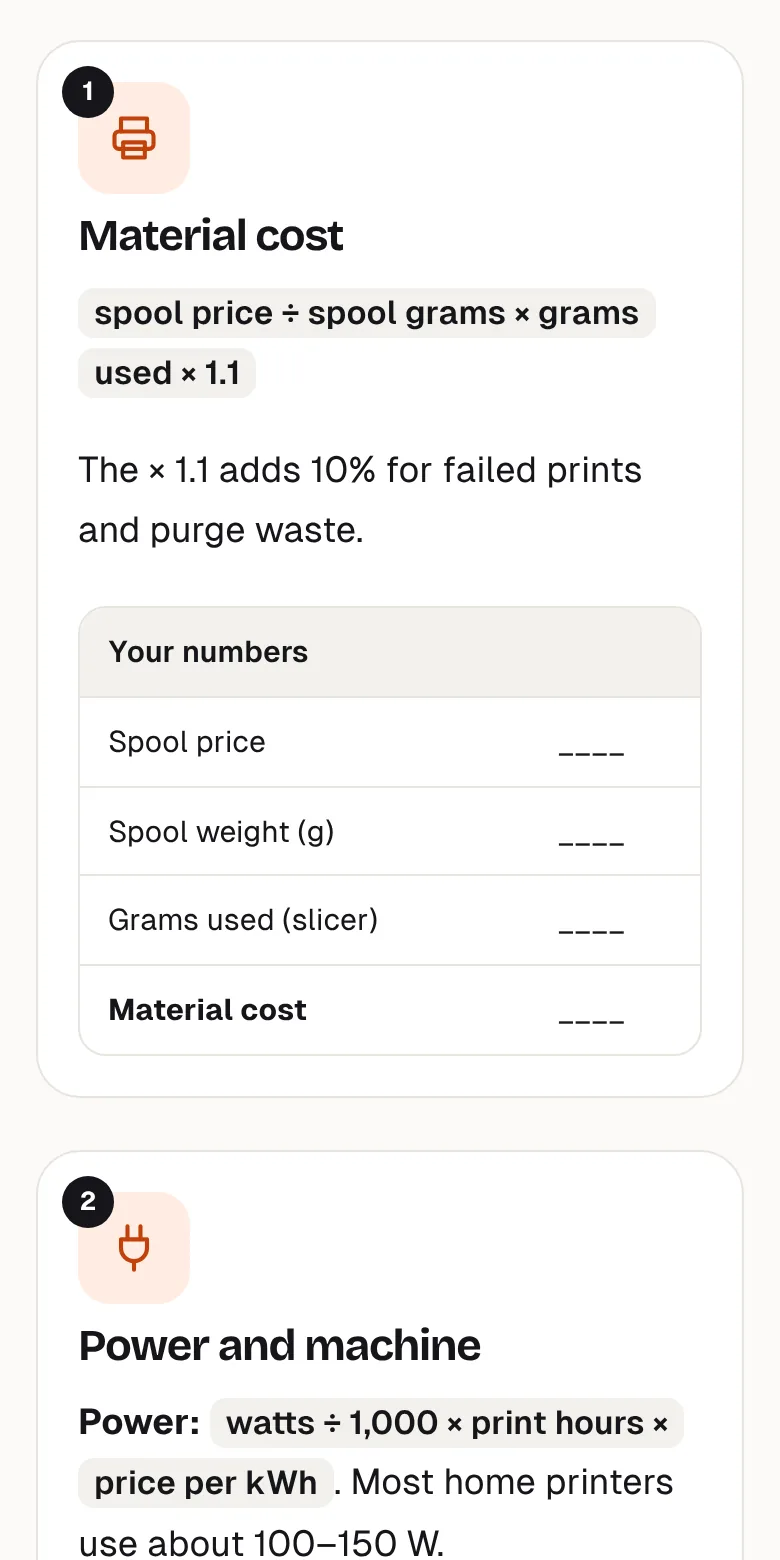 1
Material cost
spool price ÷ spool grams × grams
used × 1.1
The × 1.1 adds 10% for failed prints
and purge waste.
Your numbers
Spool price ____
Spool weight (g) ____
Grams used (slicer) ____
Material cost ____
2
Power and machine
Power: watts ÷ 1,000 × print hours ×
price per kWh . Most home printers
use about 100–150 W.